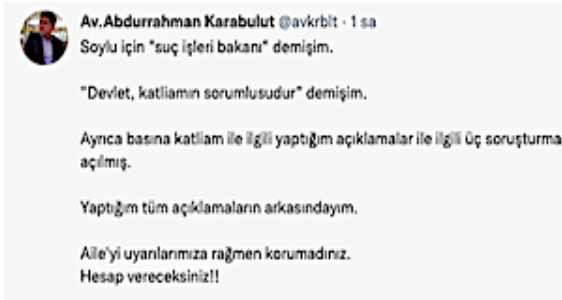 Av.Abdurrahman Karabulut @avkrblt · 1 sa
Soylu için "suç işleri bakanı" demişim.
"Devlet, katliamın sorumlusudur" demişim.
Ayrıca basına katliam ile ilgili yaptığım açıklamalar ile ilgili üç soruşturma
açılmış.
Yaptığım tüm açıklamaların arkasındayım.
Aile'yi uyarılarımıza rağmen korumadınız.
Hesap vereceksiniz!!